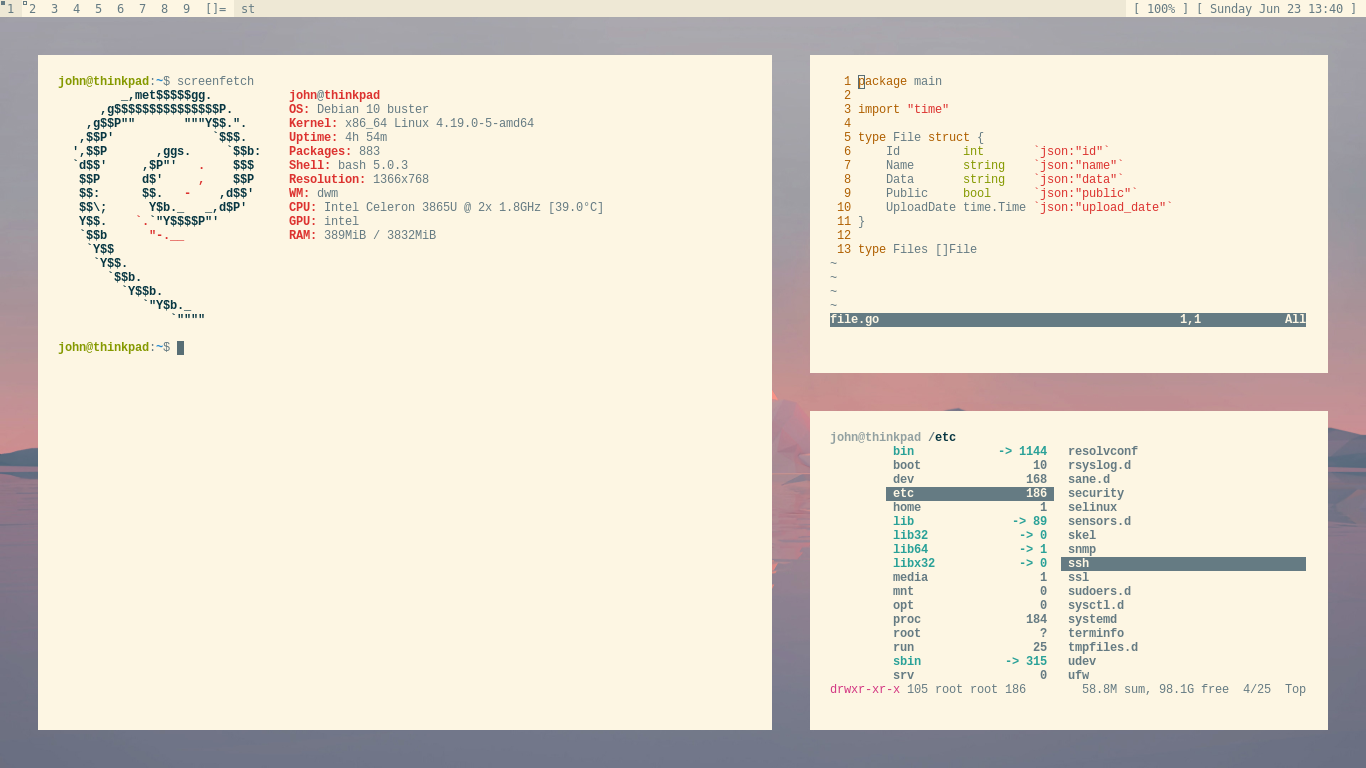 1 2 3 4 5 6 7 8 9 []= st [ 100% ] [ Sunday Jun 23 13:40 ]
john@thinkpad:~$ screenfetch
         _,met$$$$$gg.           john@thinkpad
      ,g$$$$$$$$$$$$$$$P.        OS: Debian 10 buster
    ,g$$P""       """Y$$.".      Kernel: x86_64 Linux 4.19.0-5-amd64
   ,$$P'              `$$$.      Uptime: 4h 54m
  ',$$P       ,ggs.     `$$b:    Packages: 883
  `d$$'     ,$P"'   .    $$$     Shell: bash 5.0.3
   $$P      d$'     ,    $$P     Resolution: 1366x768
   $$:      $$.   -    ,d$$'     WM: dwm
   $$\;      Y$b._   _,d$P'      CPU: Intel Celeron 3865U @ 2x 1.8GHz [39.0°C]
   Y$$.    `.`"Y$$$$P"'          GPU: intel
   `$$b      "-.__               RAM: 389MiB / 3832MiB
    `Y$$
     `Y$$.
       `$$b.
         `Y$$b.
            `"Y$b._
                `""""
john@thinkpad:~$
1 package main
2
3 import "time"
4
5 type File struct {
6     Id         int       `json:"id"`
7     Name       string    `json:"name"`
8     Data       string    `json:"data"`
9     Public     bool      `json:"public"`
10     UploadDate time.Time `json:"upload_date"`
11 }
12
13 type Files []File
~
~
~
~
file.go 1,1 All
john@thinkpad /etc
bin -> 1144 resolvconf
boot 10 rsyslog.d
dev 168 sane.d
etc 186 security
home 1 selinux
lib -> 89 sensors.d
lib32 -> 0 skel
lib64 -> 1 snmp
libx32 -> 0 ssh
media 1 ssl
mnt 0 sudoers.d
opt 0 sysctl.d
proc 184 systemd
root ? terminfo
run 25 tmpfiles.d
sbin -> 315 udev
srv 0 ufw
drwxr-xr-x 105 root root 186 58.8M sum, 98.1G free 4/25 Top